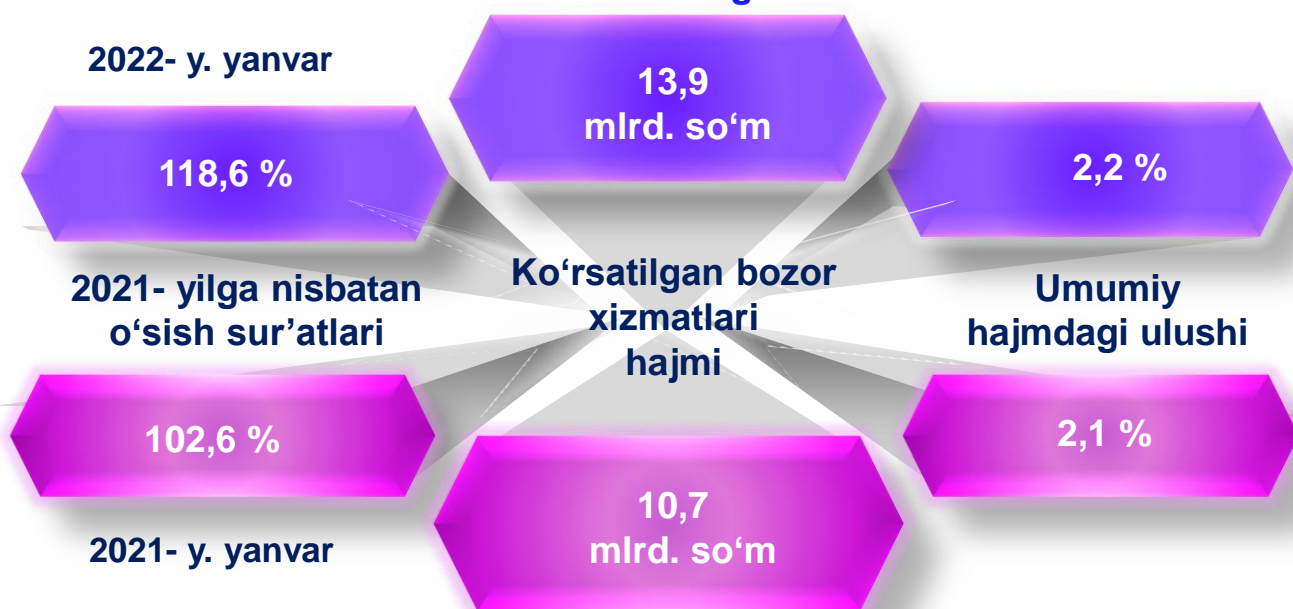 2022- y. yanvar
13,9
mlrd. so‘m
118,6 %
2,2 %
2021- yilga nisbatan
o‘sish sur’atlari
Ko‘rsatilgan bozor
xizmatlari
hajmi
Umumiy
hajmdagi ulushi
102,6 %
2,1 %
10,7
mlrd. so‘m
2021- y. yanvar